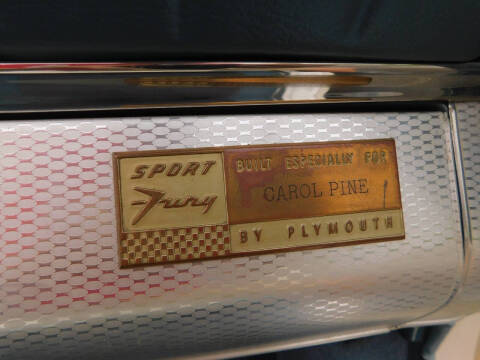 SPORT
Fury
BUILT ESPECIALLY FOR
CAROL PINE
BY PLYMOUTH